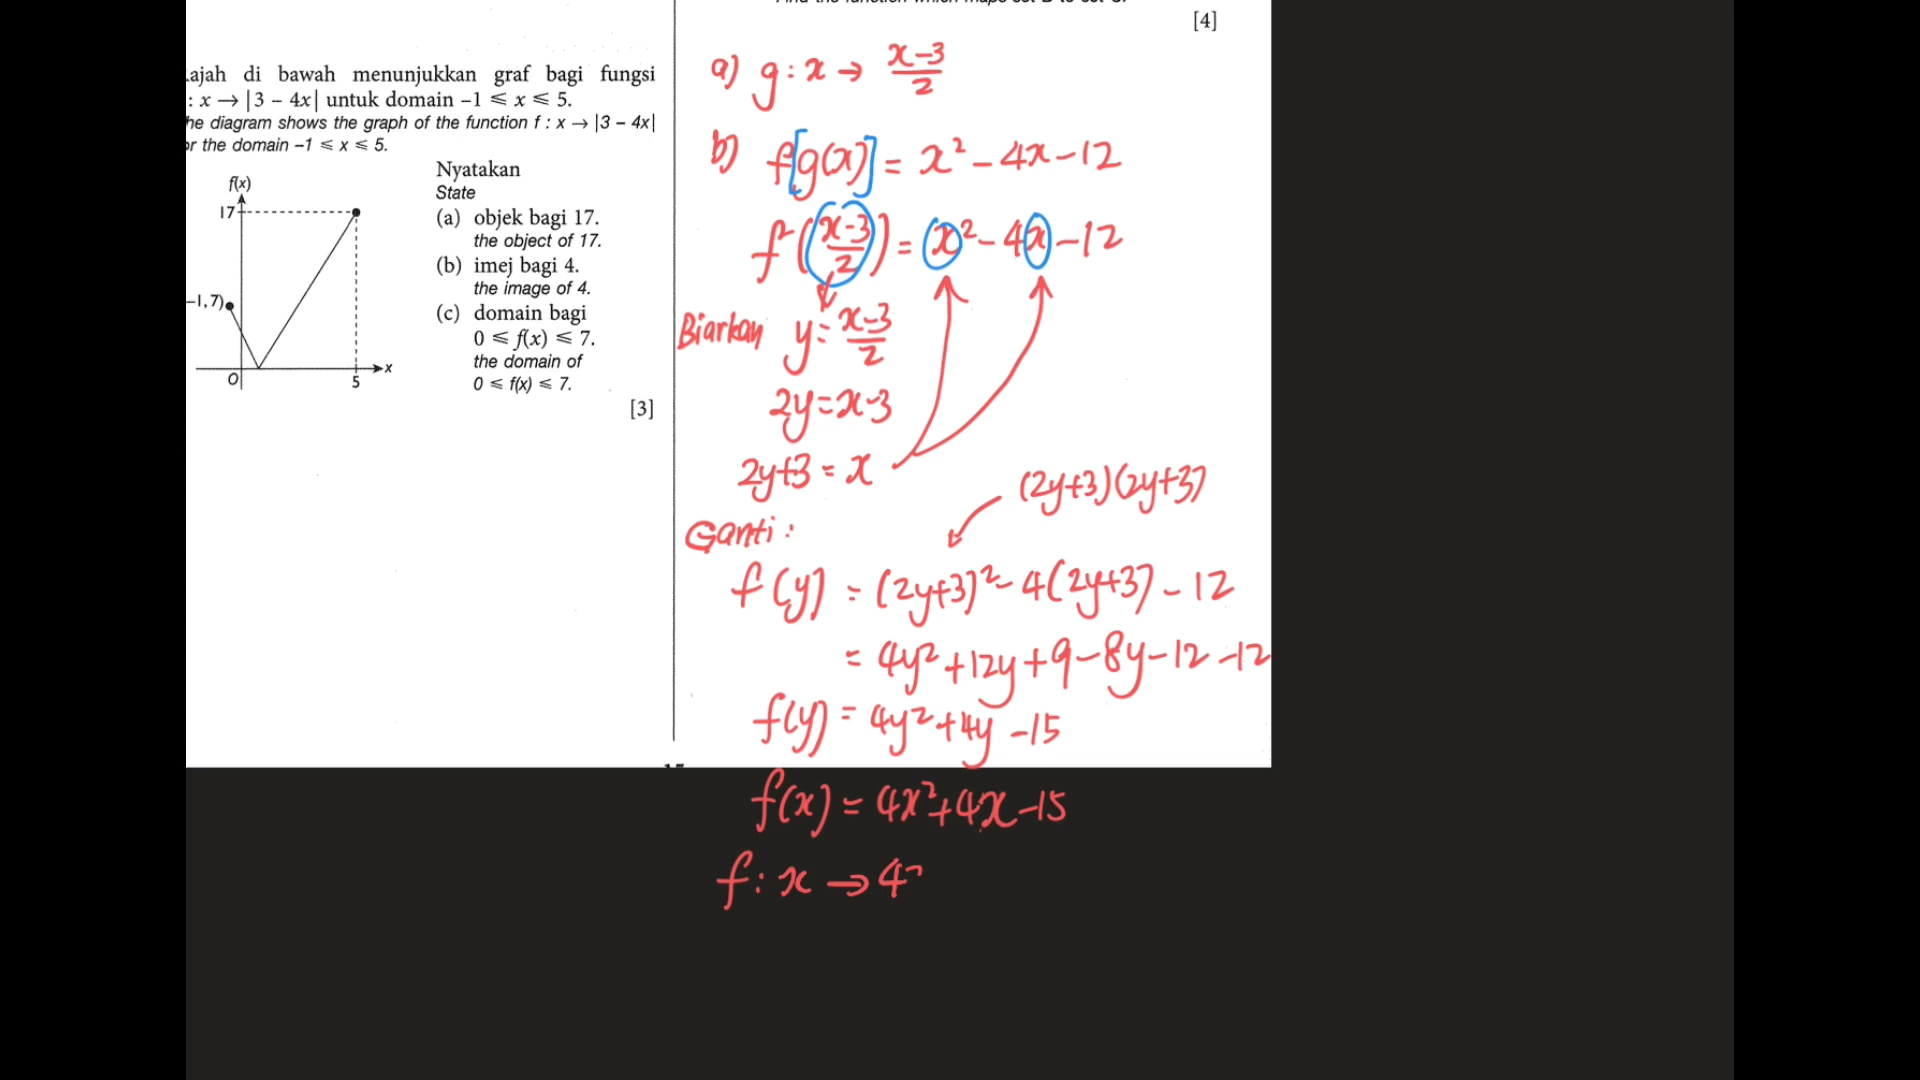 [4]
ajah di bawah menunjukkan graf bagi fungsi
: x → |3 – 4x| untuk domain –1 ⩽ x ⩽ 5.
he diagram shows the graph of the function f : x → |3 – 4x|
or the domain –1 ⩽ x ⩽ 5.
f(x)
17
–1, 7)
O
5
x
Nyatakan
State
(a) objek bagi 17.
the object of 17.
(b) imej bagi 4.
the image of 4.
(c) domain bagi
0 ⩽ f(x) ⩽ 7.
the domain of
0 ⩽ f(x) ⩽ 7.
[3]
a) g : x → (x-3)/2
b) f[g(x)] = x² - 4x - 12
f((x-3)/2) = x² - 4x - 12
Biarkan y = (x-3)/2
2y = x-3
2y+3 = x
(2y+3)(2y+3)
Ganti :
f(y) = (2y+3)² - 4(2y+3) - 12
= 4y² + 12y + 9 - 8y - 12 - 12
f(y) = 4y² + 4y - 15
f(x) = 4x² + 4x - 15
f : x → 4